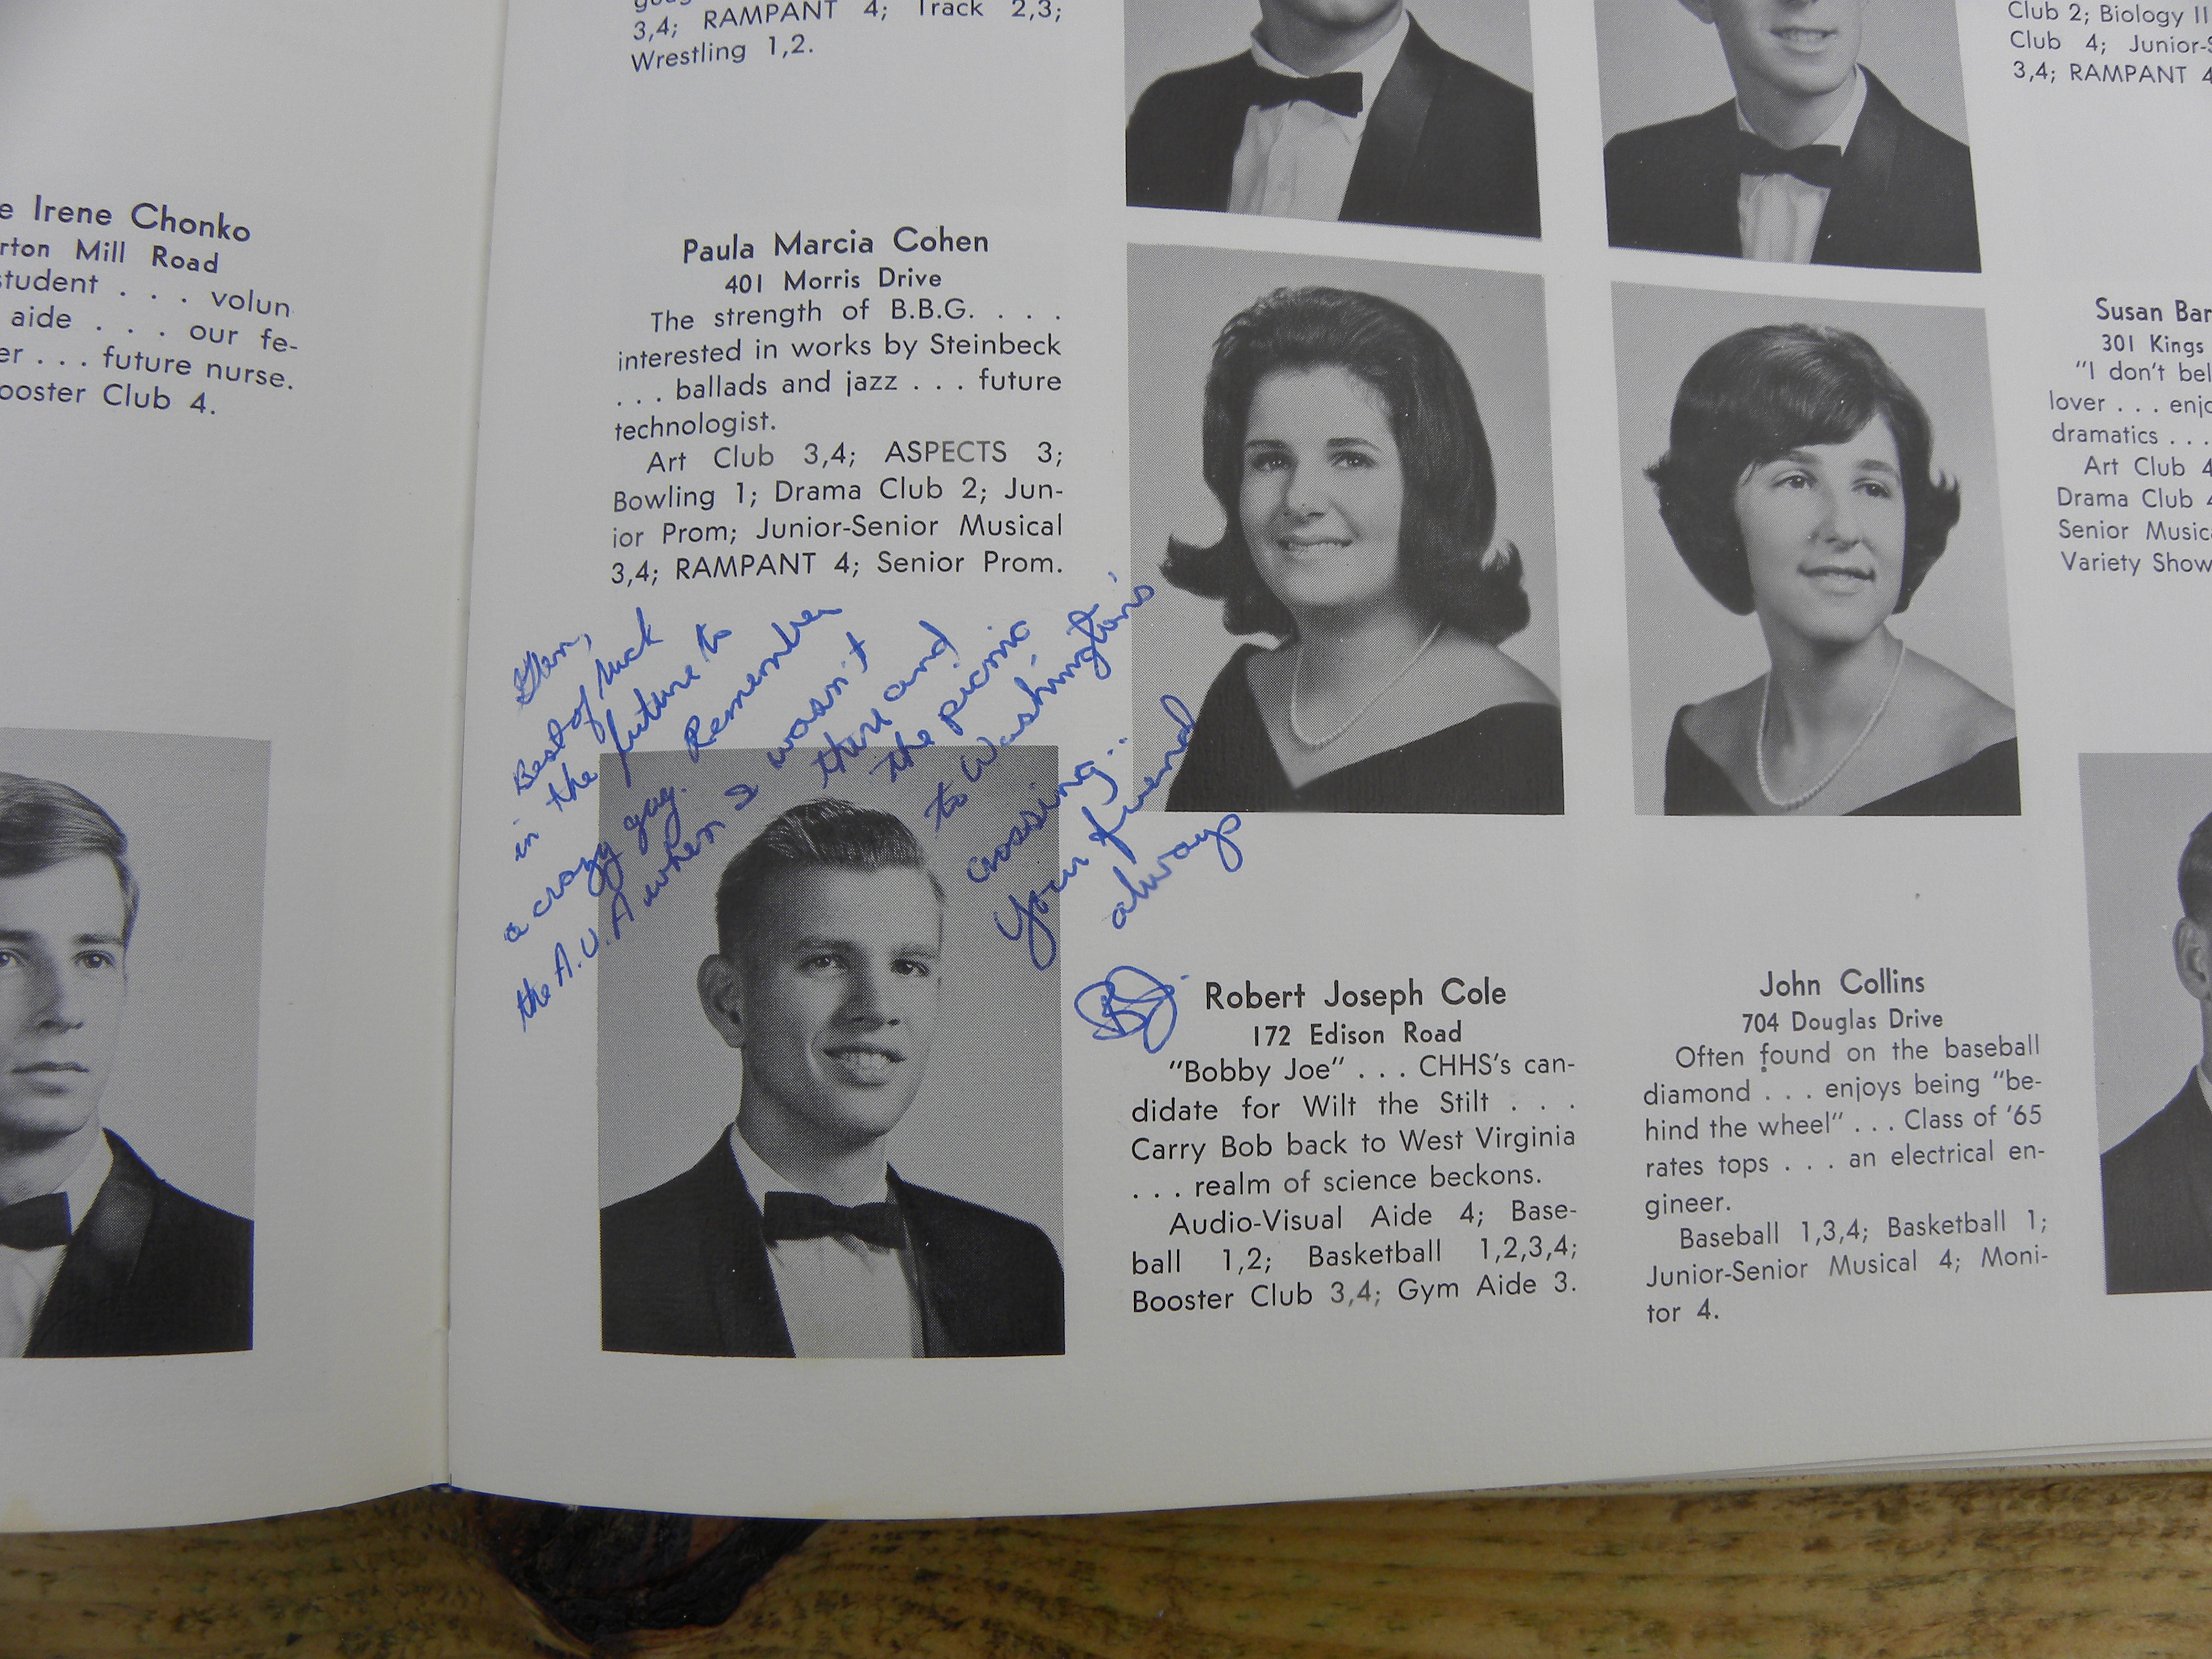 e Irene Chonko
rton Mill Road
student . . . volun
aide . . . our fe-
er . . . future nurse.
ooster Club 4.
3,4; RAMPANT 4; Track 2,3;
Wrestling 1,2.
Paula Marcia Cohen
401 Morris Drive
The strength of B.B.G. . . .
interested in works by Steinbeck
. . . ballads and jazz . . . future
technologist.
Art Club 3,4; ASPECTS 3;
Bowling 1; Drama Club 2; Jun-
ior Prom; Junior-Senior Musical
3,4; RAMPANT 4; Senior Prom.
Best of luck
in the future to
a crazy guy. Remember
the A.V.A when I wasn't
there and
the picnic
to Washington's
crossing...
Your friend
always
BJ.
Robert Joseph Cole
172 Edison Road
"Bobby Joe" . . . CHHS's can-
didate for Wilt the Stilt . . .
Carry Bob back to West Virginia
. . . realm of science beckons.
Audio-Visual Aide 4; Base-
ball 1,2; Basketball 1,2,3,4;
Booster Club 3,4; Gym Aide 3.
John Collins
704 Douglas Drive
Often found on the baseball
diamond . . . enjoys being "be-
hind the wheel" . . . Class of '65
rates tops . . . an electrical en-
gineer.
Baseball 1,3,4; Basketball 1;
Junior-Senior Musical 4; Moni-
tor 4.
Club 2; Biology II
Club 4; Junior-S
3,4; RAMPANT 4
Susan Bar
301 Kings
"I don't bel
lover . . . enjo
dramatics . . .
Art Club 4
Drama Club 4
Senior Music
Variety Show